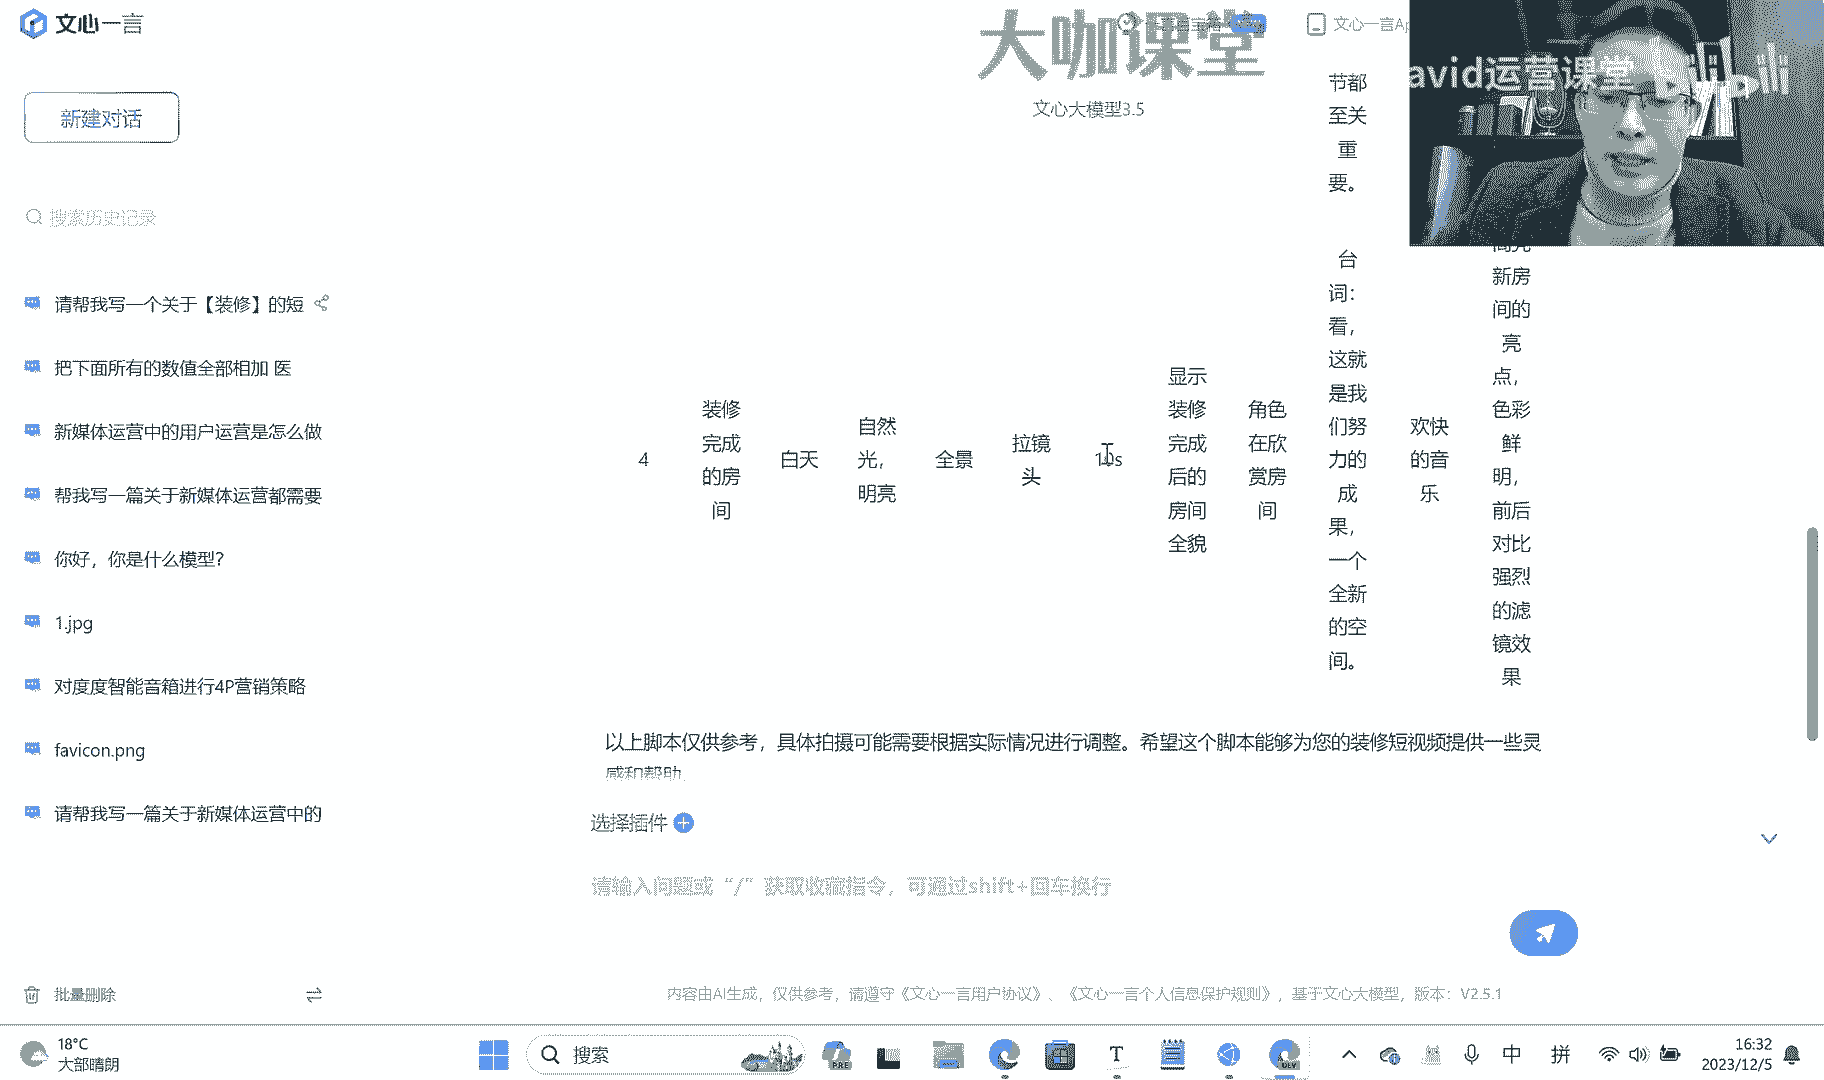 文心一言
大咖课堂
文心一言Ap
avid运营课堂
bilibili
新建对话
文心大模型3.5
搜索历史记录
请帮我写一个关于【装修】的短
把下面所有的数值全部相加 医
新媒体运营中的用户运营是怎么做
帮我写一篇关于新媒体运营都需要
你好，你是什么模型?
1.jpg
对度度智能音箱进行4P营销策略
favicon.png
请帮我写一篇关于新媒体运营中的
批量删除
节都
至关
重
要。
4
装修
完成
的房
间
白天
自然
光，
明亮
全景
拉镜
头
显示
装修
完成
后的
房间
全貌
角色
在欣
赏房
间
台
词：
看，
这就
是我
们努
力的
成
果，
一个
全新
的空
间。
欢快
的音
乐
新房
间的
亮
点，
色彩
鲜
明，
前后
对比
强烈
的滤
镜效
果
以上脚本仅供参考，具体拍摄可能需要根据实际情况进行调整。希望这个脚本能够为您的装修短视频提供一些灵
感和帮助
选择插件
请输入问题或“/”获取收藏指令，可通过shift+回车换行
内容由AI生成，仅供参考，请遵守《文心一言用户协议》、《文心一言个人信息保护规则》，基于文心大模型，版本：V2.5.1
18°C
大部晴朗
搜索
PRE
DEV
中
拼
16:32
2023/12/5